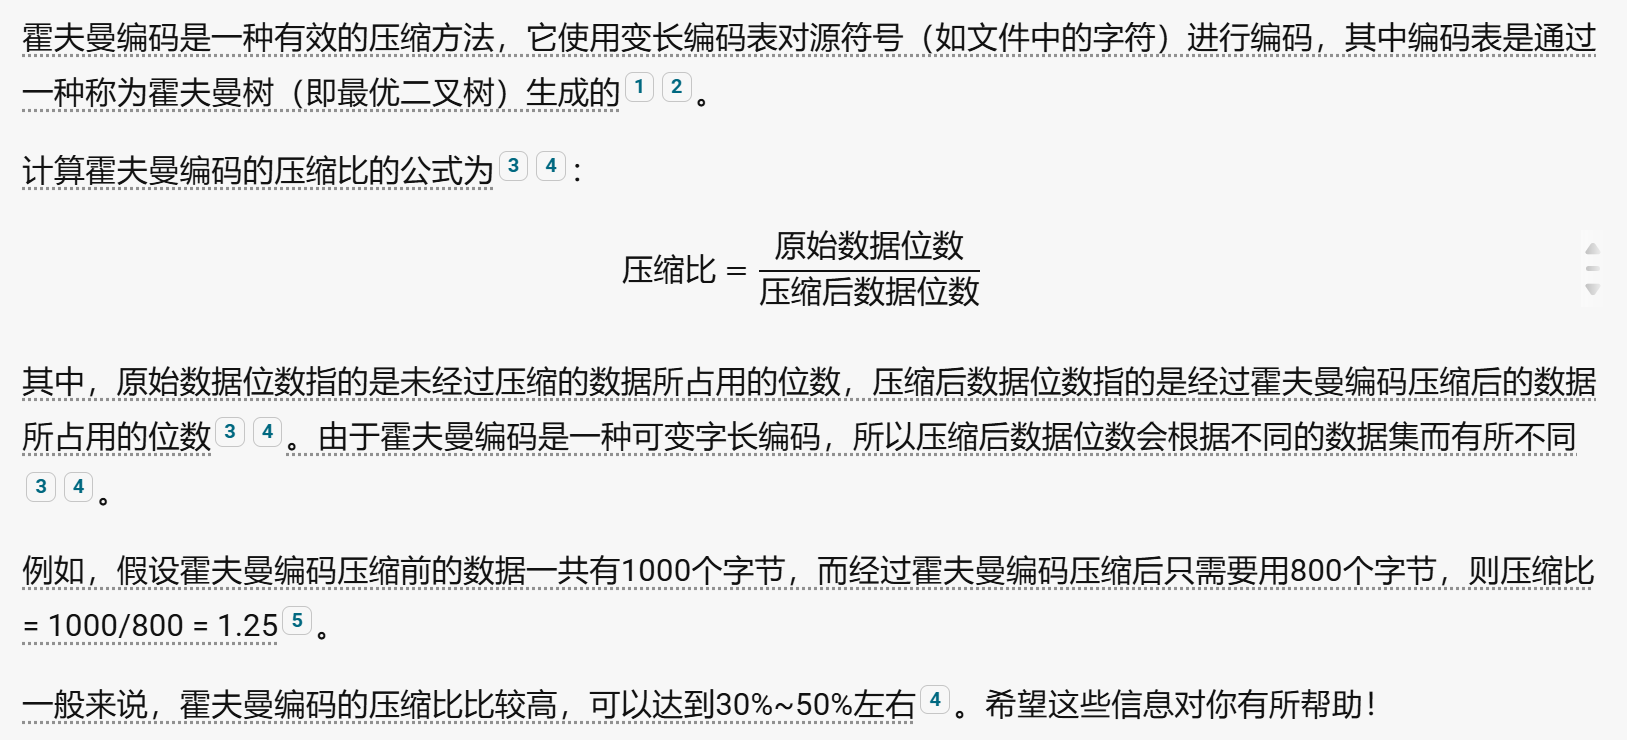 霍夫曼编码是一种有效的压缩方法，它使用变长编码表对源符号（如文件中的字符）进行编码，其中编码表是通过
一种称为霍夫曼树（即最优二叉树）生成的 1 2 。
计算霍夫曼编码的压缩比的公式为 3 4 ：
压缩比 = 原始数据位数
压缩后数据位数
其中，原始数据位数指的是未经过压缩的数据所占用的位数，压缩后数据位数指的是经过霍夫曼编码压缩后的数据
所占用的位数 3 4 。由于霍夫曼编码是一种可变字长编码，所以压缩后数据位数会根据不同的数据集而有所不同
3 4 。
例如，假设霍夫曼编码压缩前的数据一共有1000个字节，而经过霍夫曼编码压缩后只需要用800个字节，则压缩比
= 1000/800 = 1.25 5 。
一般来说，霍夫曼编码的压缩比比较高，可以达到30%~50%左右 4 。希望这些信息对你有所帮助！